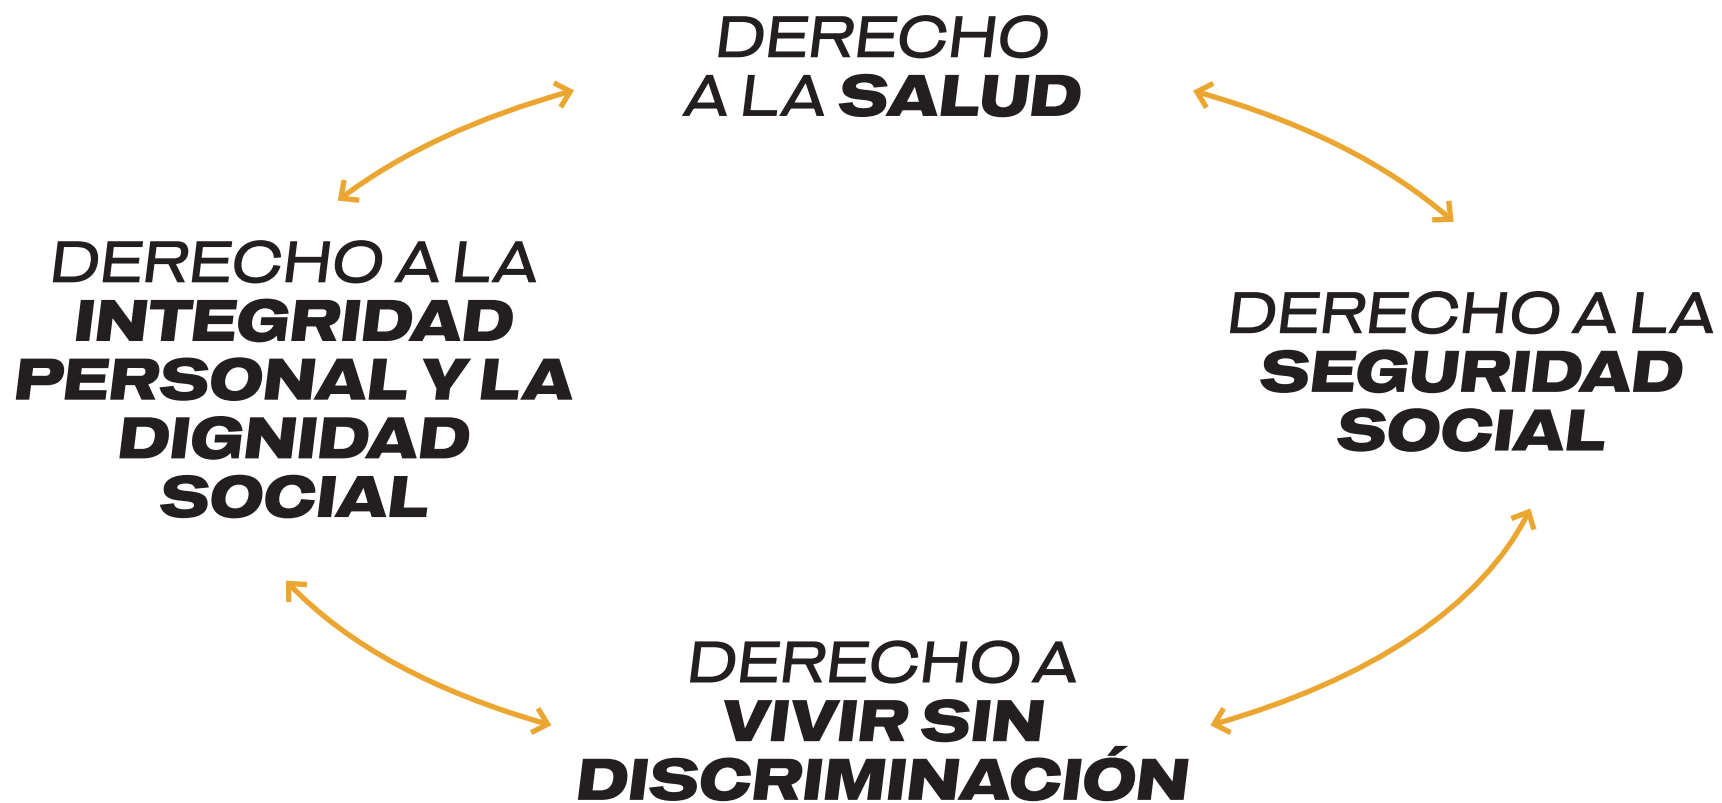 DERECHO
A LA SALUD
DERECHO A LA
INTEGRIDAD
PERSONAL Y LA
DIGNIDAD
SOCIAL
DERECHO A LA
SEGURIDAD
SOCIAL
DERECHO A
VIVIR SIN
DISCRIMINACIÓN